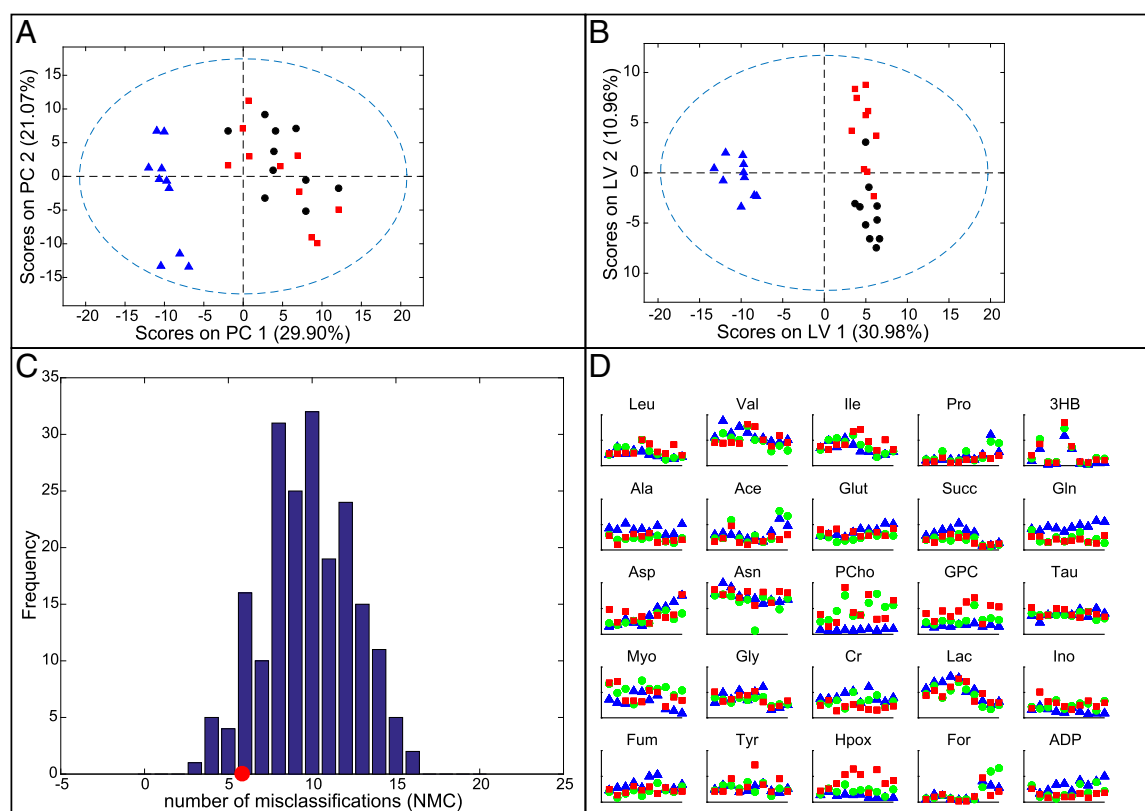 A
Scores on PC 2 (21.07%)
15
10
5
0
-5
-10
-15
-20 -15 -10 -5 0 5 10 15 20
Scores on PC 1 (29.90%)
B
Scores on LV 2 (10.96%)
10
5
0
5
10
-20 -15 -10 -5 0 5 10 15 20
Scores on LV 1 (30.98%)
C
Frequency
35
30
25
20
15
10
5
0
-5 0 5 10 15 20 25
number of misclassifications (NMC)
D
Leu Val Ile Pro 3HB
Ala Ace Glut Succ Gln
Asp Asn PCho GPC Tau
Myo Gly Cr Lac Ino
Fum Tyr Hpox For ADP